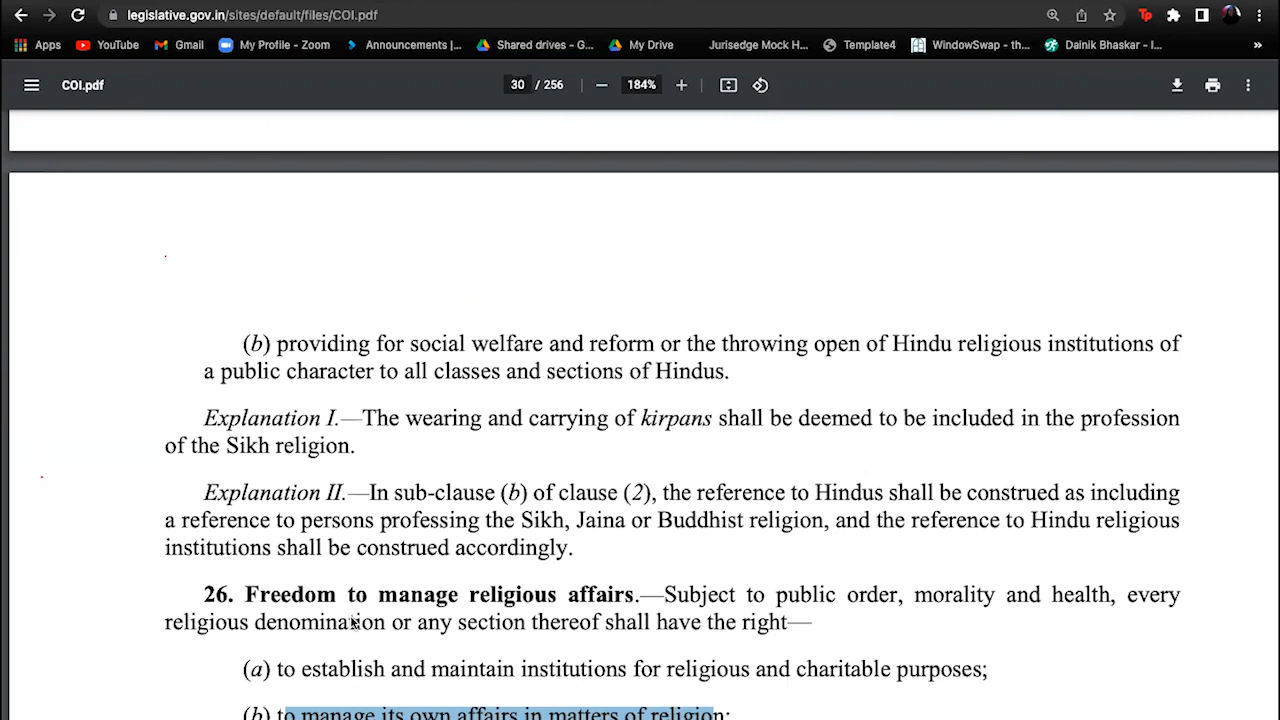 legislative.gov.in/sites/default/files/COI.pdf
Apps YouTube Gmail My Profile - Zoom Announcements |... Shared drives - G... My Drive Jurisedge Mock H... Template4 WindowSwap - th... Dainik Bhaskar - I... »
COI.pdf 30 / 256 — 184% +
(b) providing for social welfare and reform or the throwing open of Hindu religious institutions of
a public character to all classes and sections of Hindus.
Explanation I.—The wearing and carrying of kirpans shall be deemed to be included in the profession
of the Sikh religion.
Explanation II.—In sub-clause (b) of clause (2), the reference to Hindus shall be construed as including
a reference to persons professing the Sikh, Jaina or Buddhist religion, and the reference to Hindu religious
institutions shall be construed accordingly.
26. Freedom to manage religious affairs.—Subject to public order, morality and health, every
religious denomination or any section thereof shall have the right—
(a) to establish and maintain institutions for religious and charitable purposes;
(b) to manage its own affairs in matters of religion;